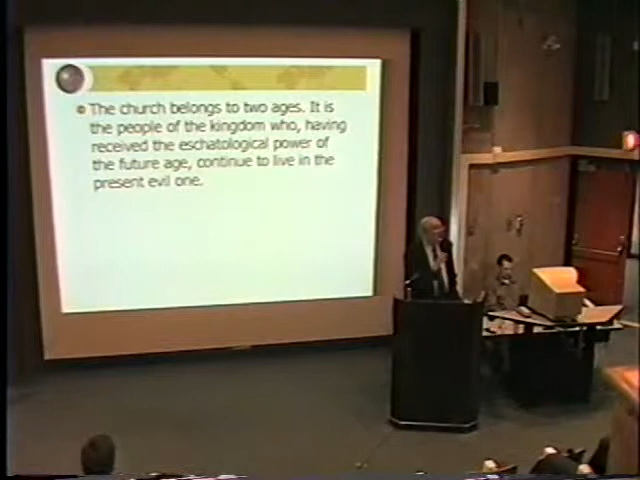 The church belongs to two ages. It is
the people of the kingdom who, having
received the eschatological power of
the future age, continue to live in the
present evil one.